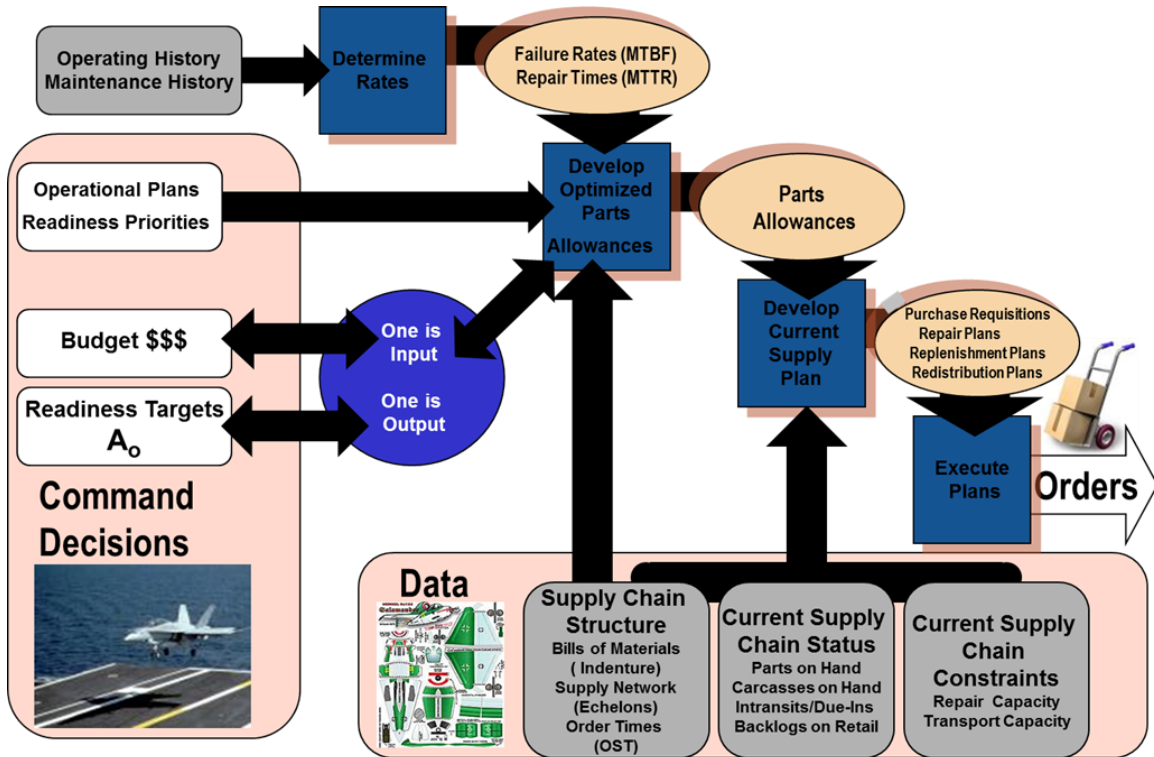 Operating History
Maintenance History
Determine
Rates
Failure Rates (MTBF)
Repair Times (MTTR)
Operational Plans
Readiness Priorities
Develop
Optimized
Parts
Allowances
Parts
Allowances
Budget $$$
One is
Input
One is
Output
Readiness Targets
Ao
Develop
Current
Supply
Plan
Purchase Requisitions
Repair Plans
Replenishment Plans
Redistribution Plans
Execute
Plans
Orders
Command
Decisions
Data
Supply Chain
Structure
Bills of Materials
( Indenture)
Supply Network
(Echelons)
Order Times
(OST)
Current Supply
Chain Status
Parts on Hand
Carcasses on Hand
Intransits/Due-Ins
Backlogs on Retail
Current Supply
Chain
Constraints
Repair Capacity
Transport Capacity